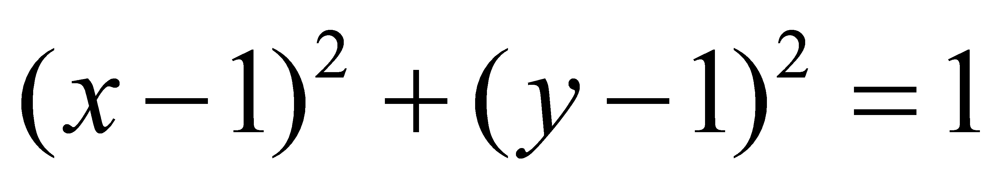 (x − 1)² + (y − 1)² = 1